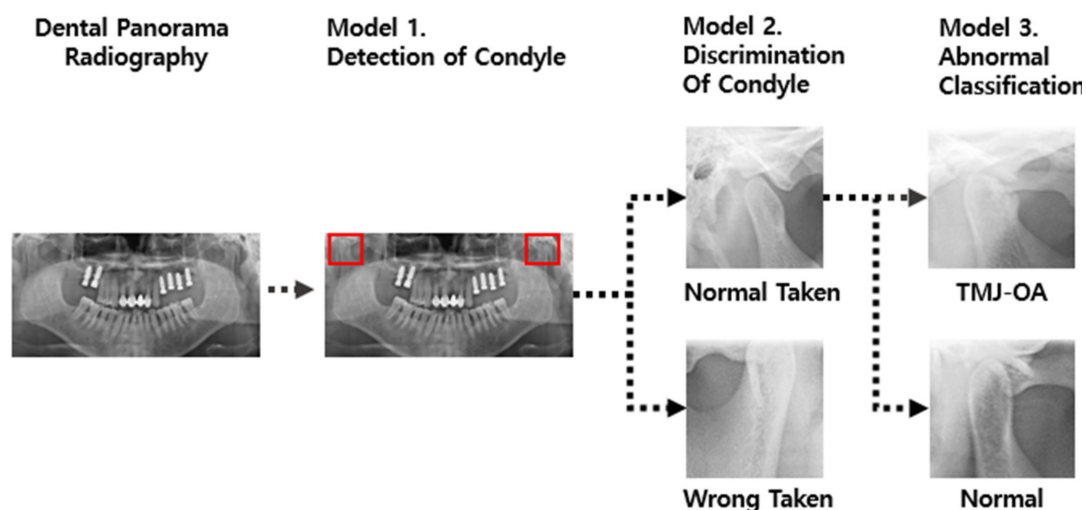 Dental Panorama
Radiography
Model 1.
Detection of Condyle
Model 2.
Discrimination
Of Condyle
Model 3.
Abnormal
Classification
Normal Taken
TMJ-OA
Wrong Taken
Normal